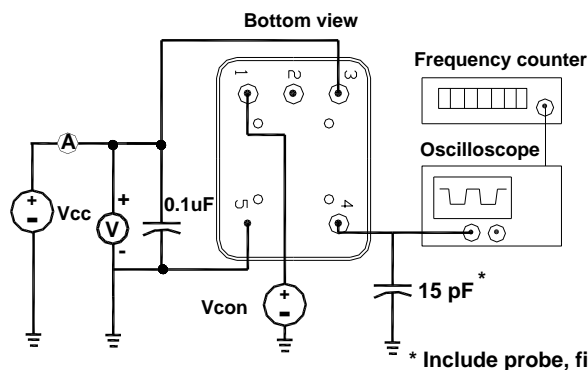 Bottom view
1
2
3
Frequency counter
A
Oscilloscope
+
-
Vcc
+
V
-
0.1uF
5
4
Vcon
+
-
15 pF*
* Include probe, fi